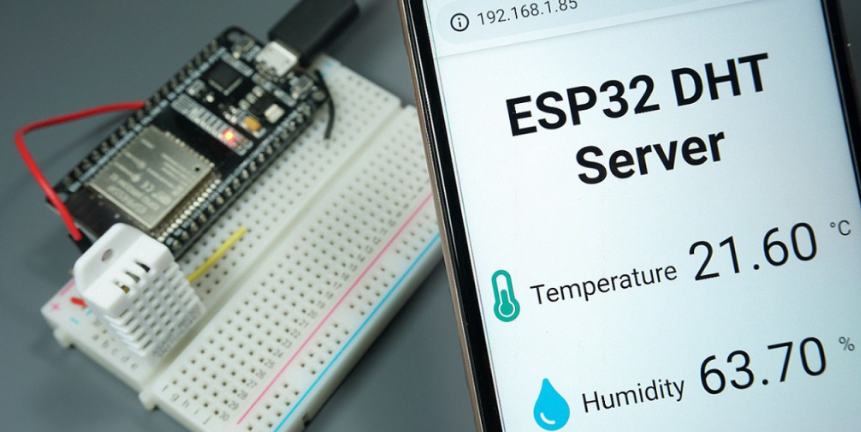 192.168.1.85
ESP32 DHT
Server
Temperature 21.60 °C
Humidity 63.70 %